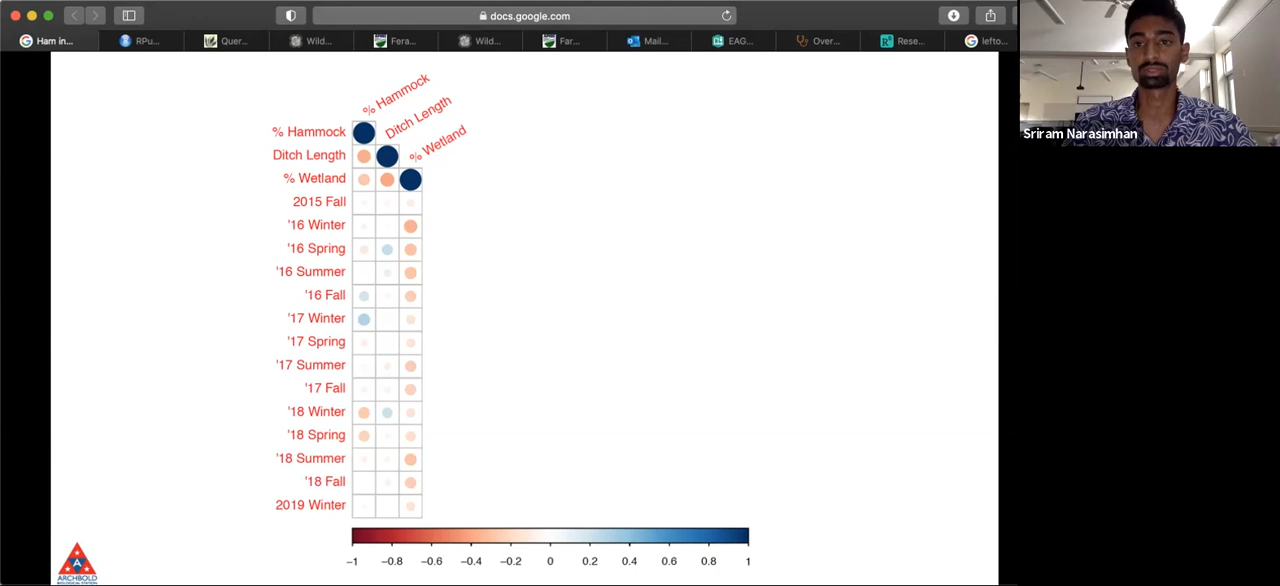 docs.google.com
Ham in...
RPu...
Quer...
Wild...
Fera...
Wild...
Far...
Mail...
EAG...
Over...
Rese...
lefto...
Sriram Narasimhan
% Hammock
Ditch Length
% Wetland
% Hammock
Ditch Length
% Wetland
2015 Fall
'16 Winter
'16 Spring
'16 Summer
'16 Fall
'17 Winter
'17 Spring
'17 Summer
'17 Fall
'18 Winter
'18 Spring
'18 Summer
'18 Fall
2019 Winter
−1 −0.8 −0.6 −0.4 −0.2 0 0.2 0.4 0.6 0.8 1
A
ARCHBOLD
BIOLOGICAL STATION